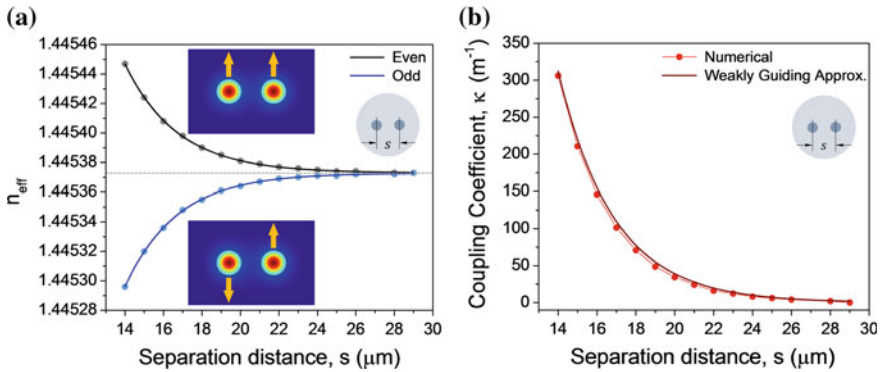 (a)
1.44546
1.44544
1.44542
1.44540
1.44538
1.44536
1.44534
1.44532
1.44530
1.44528
n_eff
Even
Odd
s
14 16 18 20 22 24 26 28 30
Separation distance, s (μm)
(b)
350
300
250
200
150
100
50
0
Coupling Coefficient, κ (m⁻¹)
Numerical
Weakly Guiding Approx.
s
14 16 18 20 22 24 26 28 30
Separation distance, s (μm)